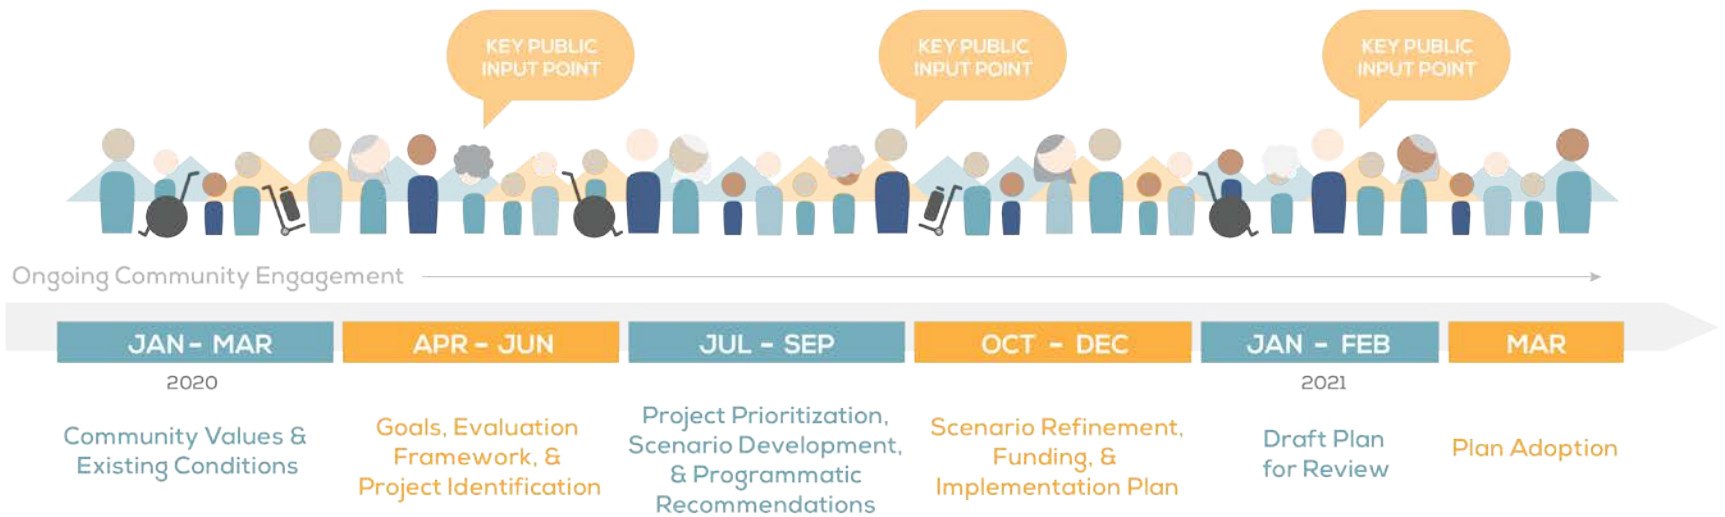 KEY PUBLIC
INPUT POINT
KEY PUBLIC
INPUT POINT
KEY PUBLIC
INPUT POINT
Ongoing Community Engagement
JAN - MAR
2020
Community Values &
Existing Conditions
APR - JUN
Goals, Evaluation
Framework, &
Project Identification
JUL - SEP
Project Prioritization,
Scenario Development,
& Programmatic
Recommendations
OCT - DEC
Scenario Refinement,
Funding, &
Implementation Plan
JAN - FEB
2021
Draft Plan
for Review
MAR
Plan Adoption